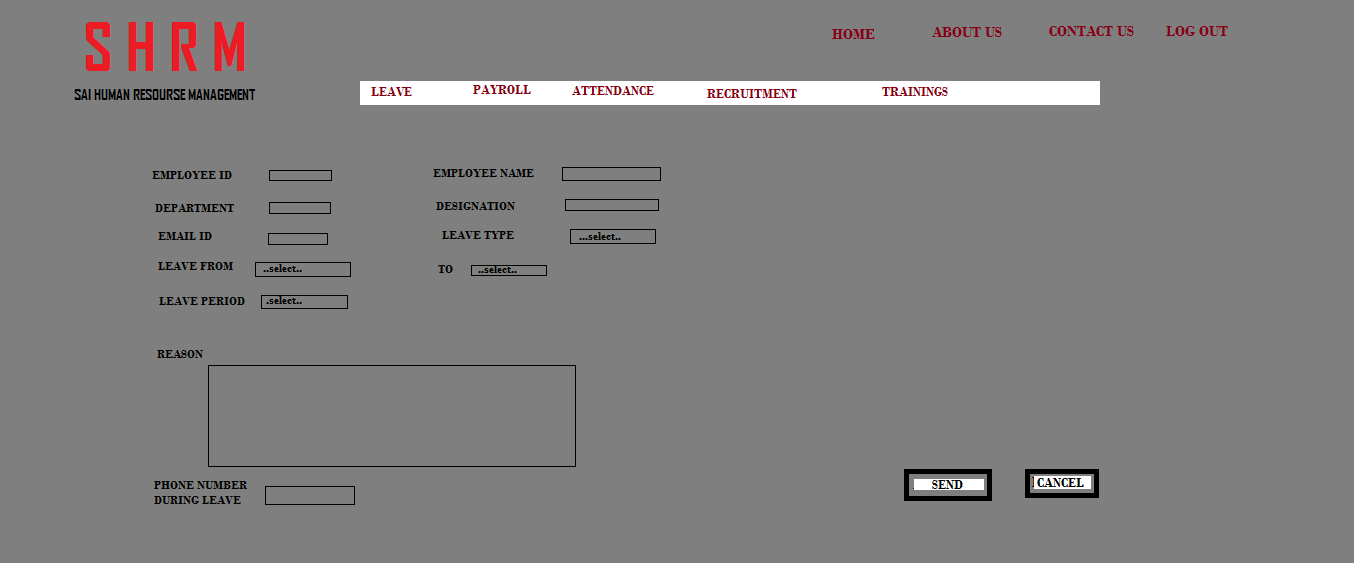 S H R M
SAI HUMAN RESOURSE MANAGEMENT
HOME ABOUT US CONTACT US LOG OUT
LEAVE PAYROLL ATTENDANCE RECRUITMENT TRAININGS
EMPLOYEE ID EMPLOYEE NAME
DEPARTMENT DESIGNATION
EMAIL ID LEAVE TYPE ...select..
LEAVE FROM ..select.. TO ..select..
LEAVE PERIOD .select..
REASON
PHONE NUMBER
DURING LEAVE
SEND CANCEL